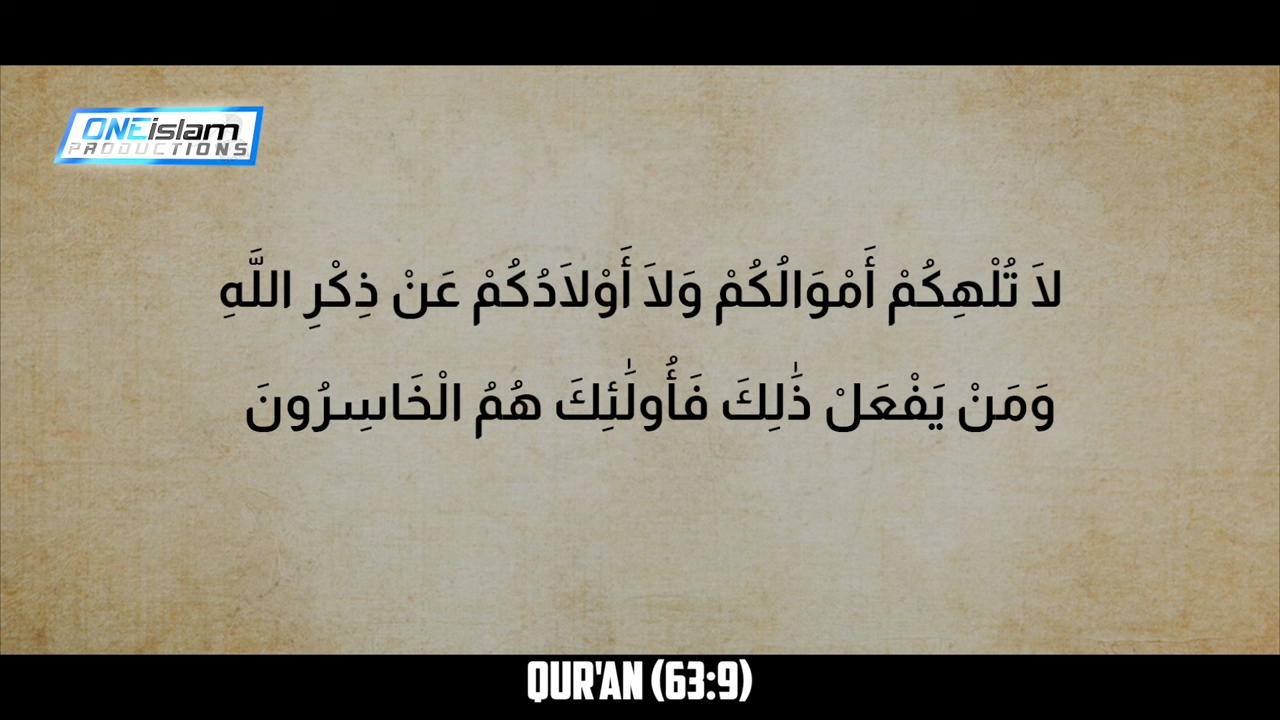 ONEislam
PRODUCTIONS
لاَ تُلْهِكُمْ أَمْوَالُكُمْ وَلاَ أَوْلاَدُكُمْ عَنْ ذِكْرِ اللَّهِ
وَمَنْ يَفْعَلْ ذَٰلِكَ فَأُولَٰئِكَ هُمُ الْخَاسِرُونَ
QUR'AN (63:9)